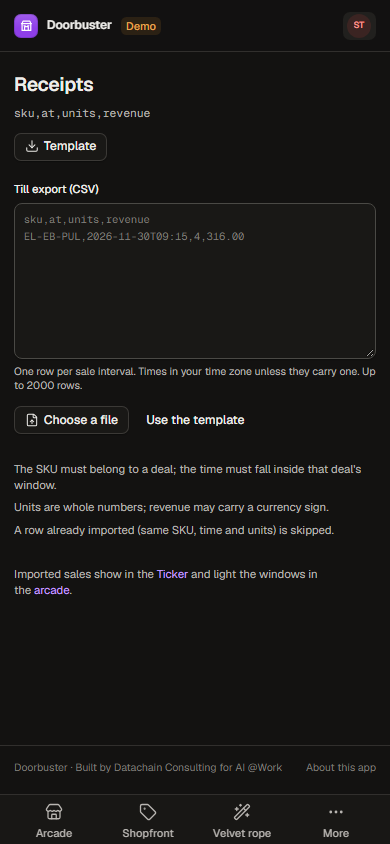 Doorbuster Demo ST
Receipts
sku,at,units,revenue
Template
Till export (CSV)
sku,at,units,revenue
EL-EB-PUL,2026-11-30T09:15,4,316.00
One row per sale interval. Times in your time zone unless they carry one. Up
to 2000 rows.
Choose a file Use the template
The SKU must belong to a deal; the time must fall inside that deal's
window.
Units are whole numbers; revenue may carry a currency sign.
A row already imported (same SKU, time and units) is skipped.
Imported sales show in the Ticker and light the windows in
the arcade.
Doorbuster · Built by Datachain Consulting for AI @Work About this app
Arcade Shopfront Velvet rope More